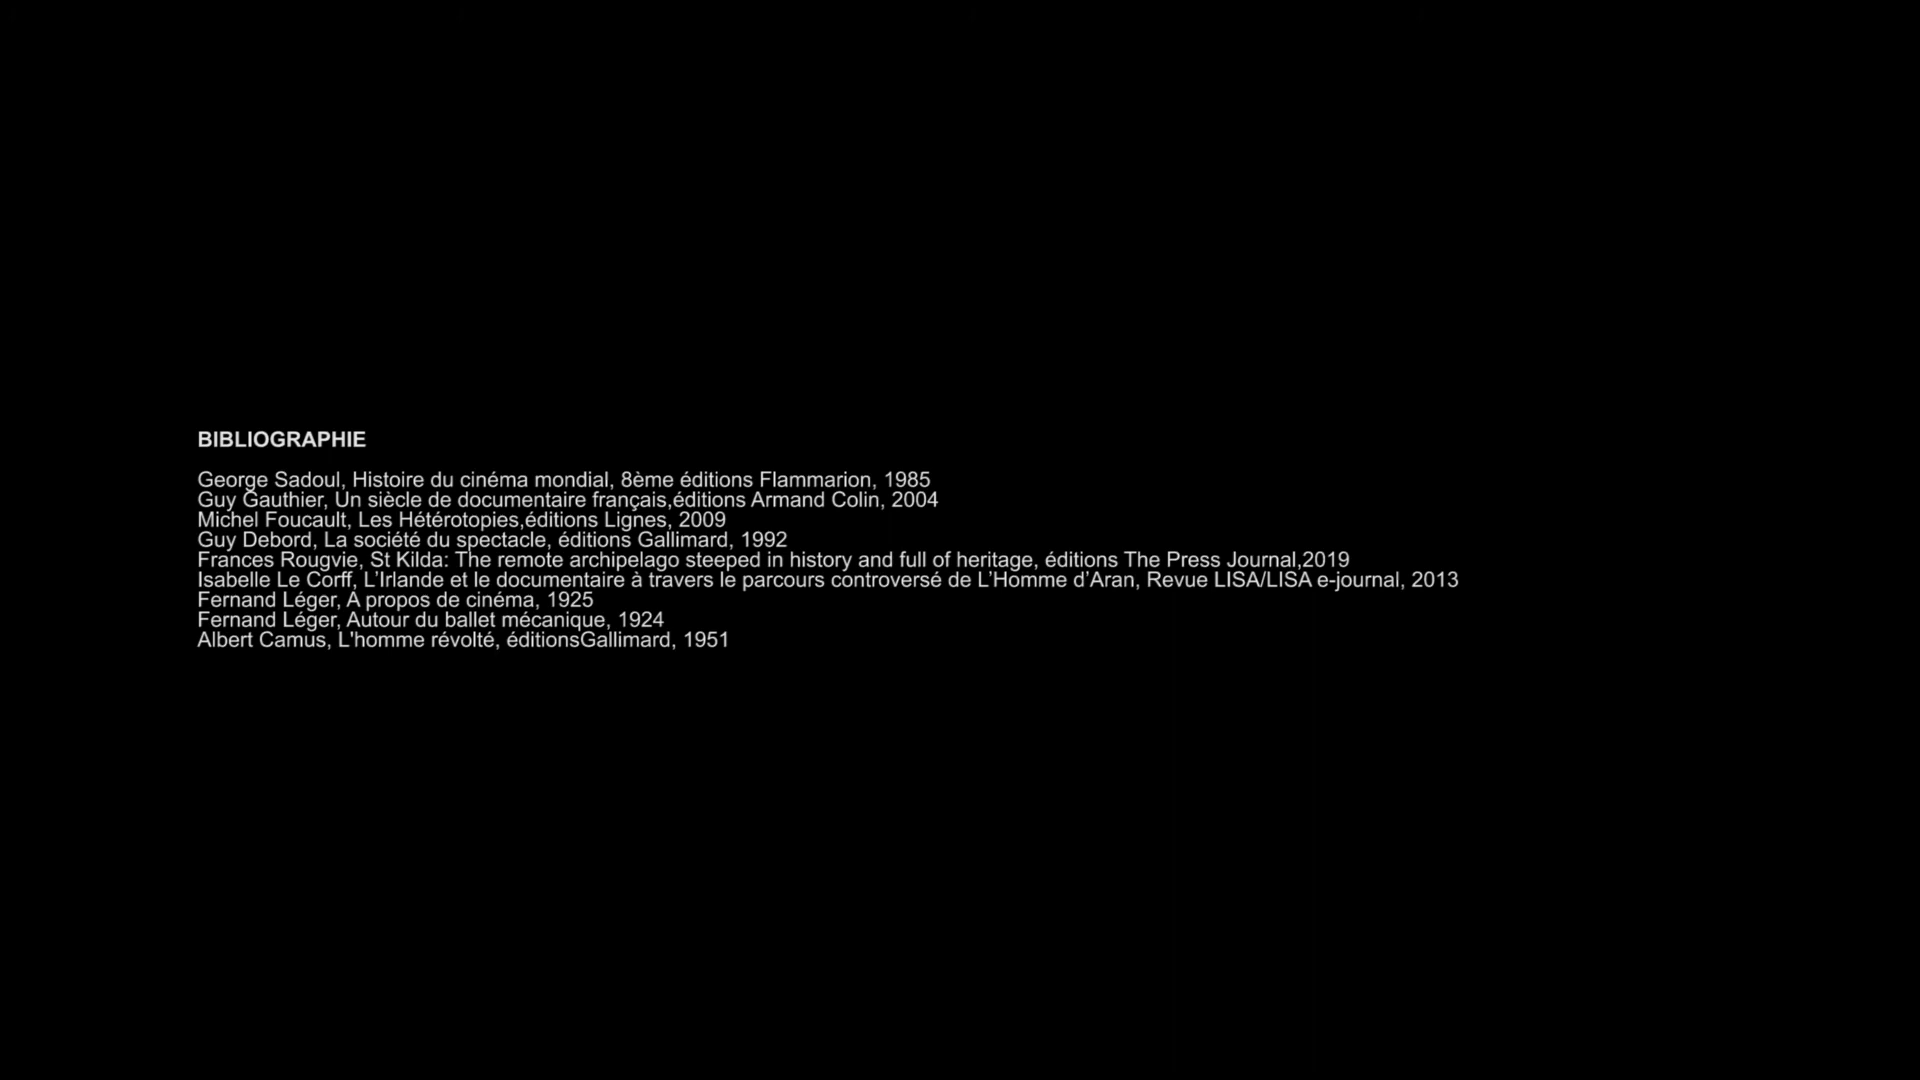 BIBLIOGRAPHIE
George Sadoul, Histoire du cinéma mondial, 8ème éditions Flammarion, 1985
Guy Gauthier, Un siècle de documentaire français,éditions Armand Colin, 2004
Michel Foucault, Les Hétérotopies,éditions Lignes, 2009
Guy Debord, La société du spectacle, éditions Gallimard, 1992
Frances Rougvie, St Kilda: The remote archipelago steeped in history and full of heritage, éditions The Press Journal,2019
Isabelle Le Corff, L’Irlande et le documentaire à travers le parcours controversé de L’Homme d’Aran, Revue LISA/LISA e-journal, 2013
Fernand Léger, A propos de cinéma, 1925
Fernand Léger, Autour du ballet mécanique, 1924
Albert Camus, L'homme révolté, éditionsGallimard, 1951